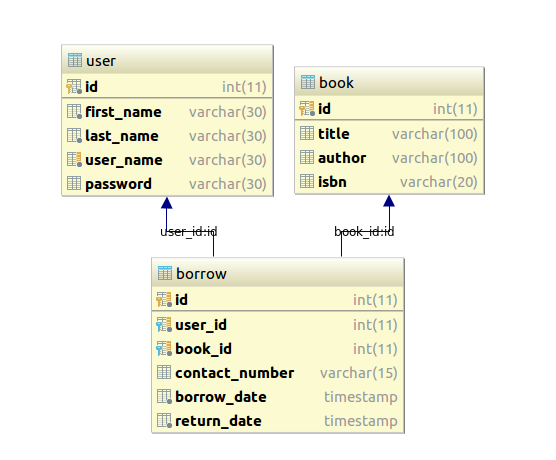 user
id int(11)
first_name varchar(30)
last_name varchar(30)
user_name varchar(30)
password varchar(30)
book
id int(11)
title varchar(100)
author varchar(100)
isbn varchar(20)
user_id:id
book_id:id
borrow
id int(11)
user_id int(11)
book_id int(11)
contact_number varchar(15)
borrow_date timestamp
return_date timestamp